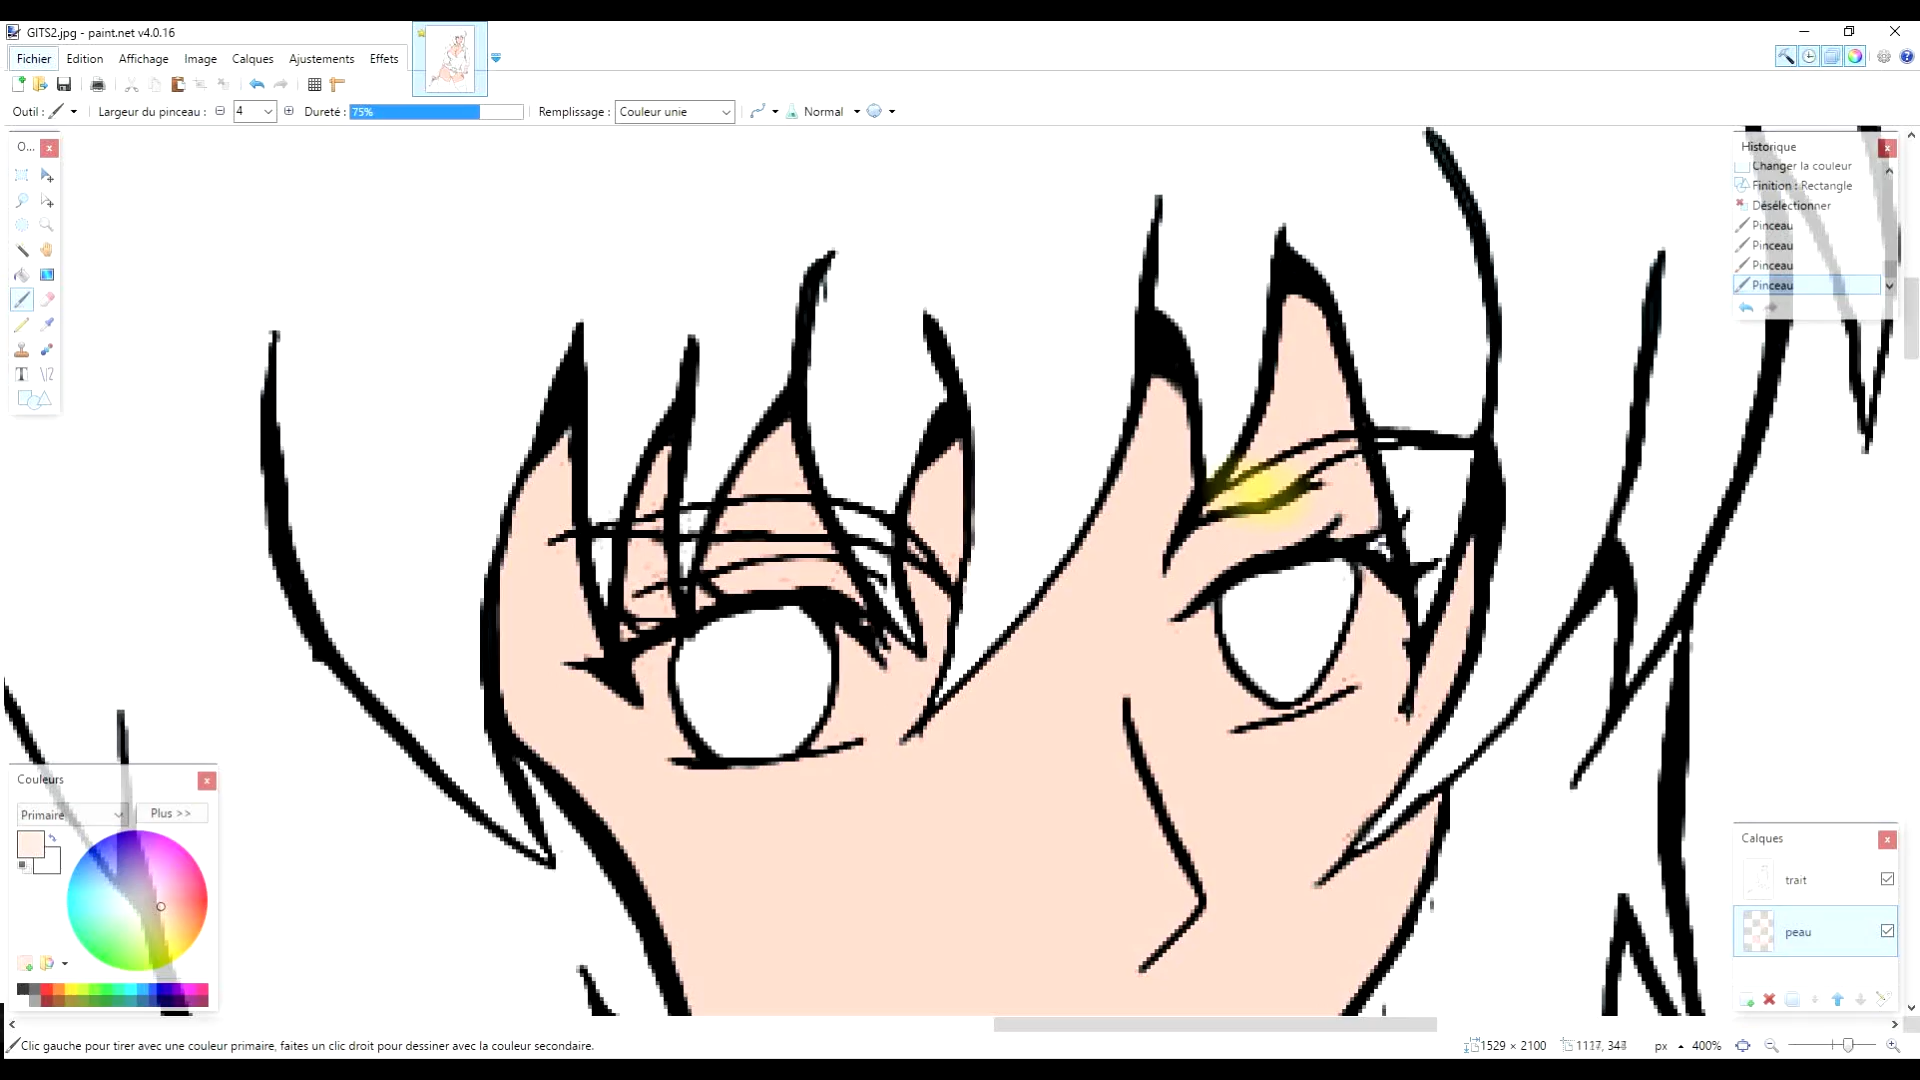 GITS2.jpg - paint.net v4.0.16
Fichier Edition Affichage Image Calques Ajustements Effets
Outil : Largeur du pinceau : 4 Dureté : 75% Remplissage : Couleur unie Normal
O...
Historique
Changer la couleur
Finition : Rectangle
Désélectionner
Pinceau
Pinceau
Pinceau
Pinceau
Couleurs
Primaire Plus >>
Calques
trait
peau
Clic gauche pour tirer avec une couleur primaire, faites un clic droit pour dessiner avec la couleur secondaire.
1529 × 2100 px 400%